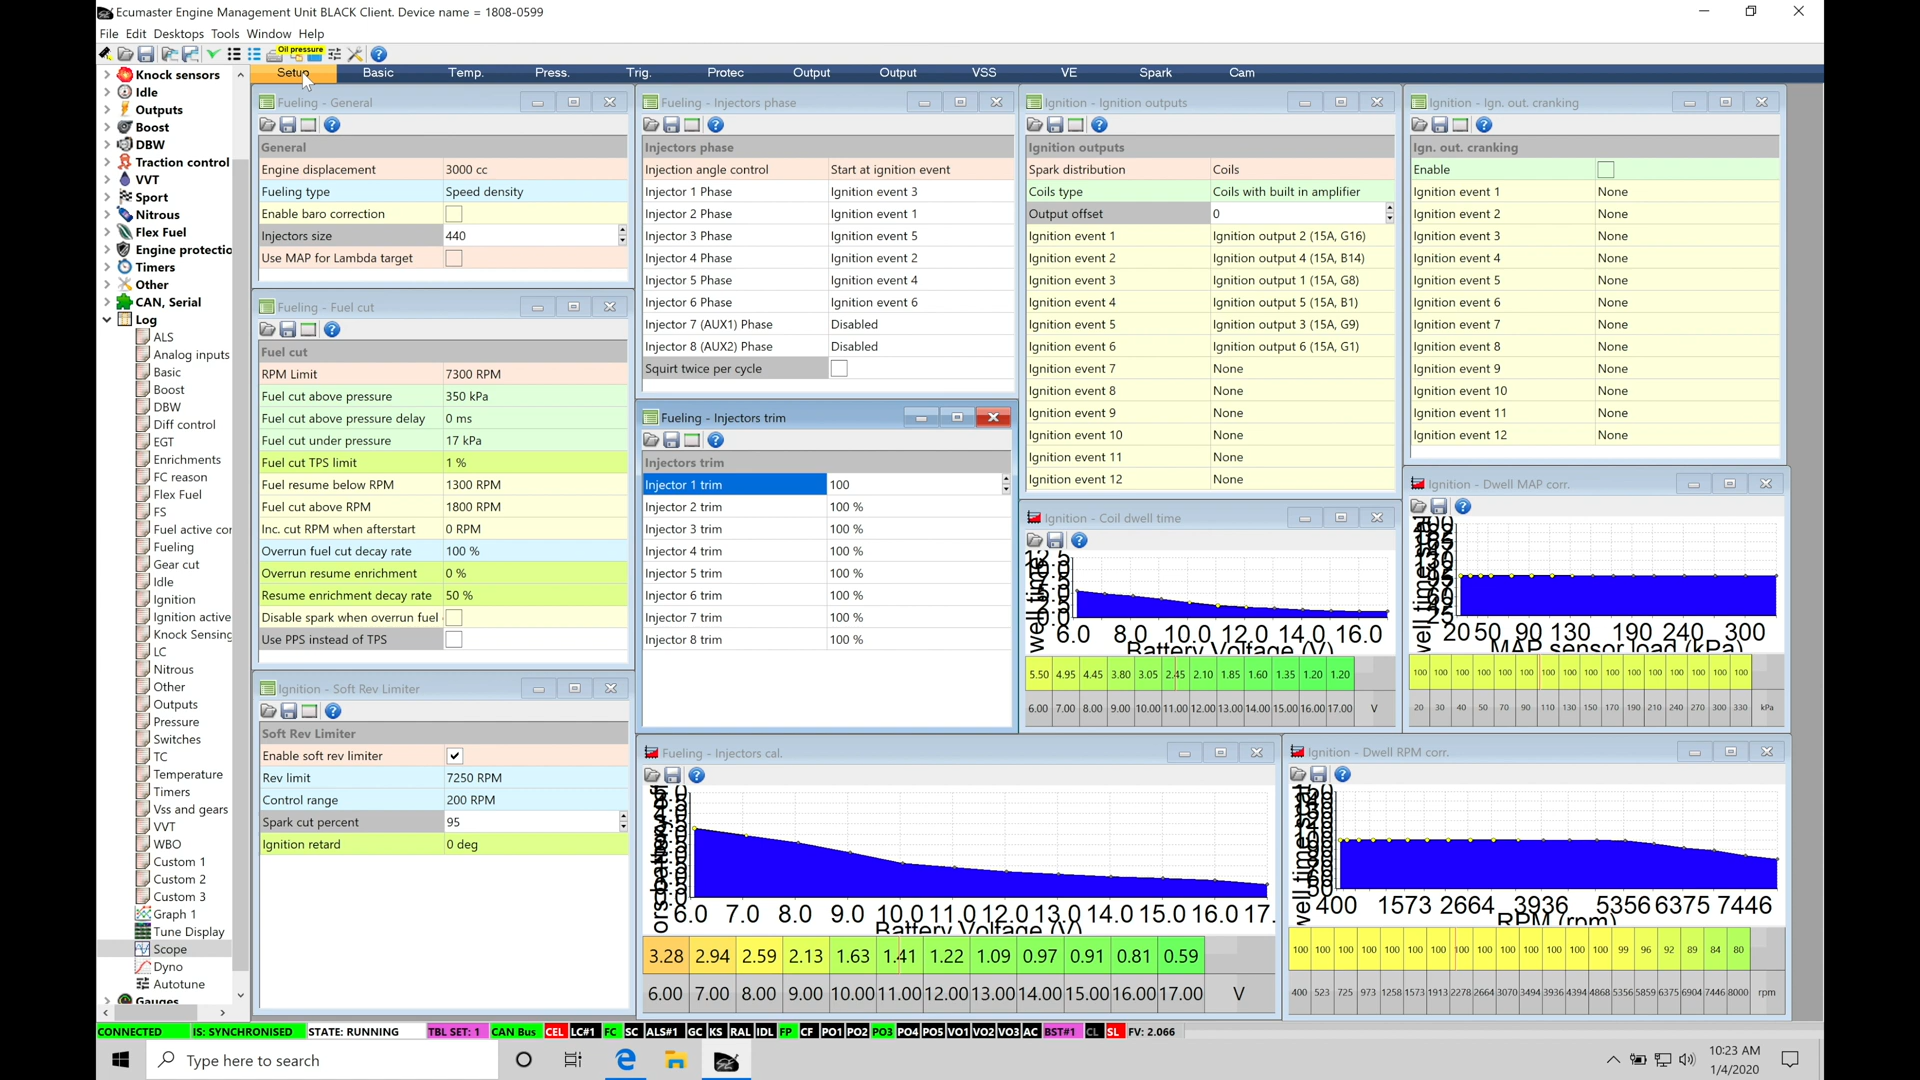 Ecumaster Engine Management Unit BLACK Client. Device name = 1808-0599
File Edit Desktops Tools Window Help
Oil pressure
Setup Basic Temp. Press. Trig. Protec Output Output VSS VE Spark Cam
Knock sensors
Idle
Outputs
Boost
DBW
Traction control
VVT
Sport
Nitrous
Flex Fuel
Engine protectio
Timers
Other
CAN, Serial
Log
ALS
Analog inputs
Basic
Boost
DBW
Diff control
EGT
Enrichments
FC reason
Flex Fuel
FS
Fuel active cor
Fueling
Gear cut
Idle
Ignition
Ignition active
Knock Sensing
LC
Nitrous
Other
Outputs
Pressure
Switches
TC
Temperature
Timers
Vss and gears
VVT
WBO
Custom 1
Custom 2
Custom 3
Graph 1
Tune Display
Scope
Dyno
Autotune
Gauges
Fueling - General
General
Engine displacement 3000 cc
Fueling type Speed density
Enable baro correction
Injectors size 440
Use MAP for Lambda target
Fueling - Fuel cut
Fuel cut
RPM Limit 7300 RPM
Fuel cut above pressure 350 kPa
Fuel cut above pressure delay 0 ms
Fuel cut under pressure 17 kPa
Fuel cut TPS limit 1 %
Fuel resume below RPM 1300 RPM
Fuel cut above RPM 1800 RPM
Inc. cut RPM when afterstart 0 RPM
Overrun fuel cut decay rate 100 %
Overrun resume enrichment 0 %
Resume enrichment decay rate 50 %
Disable spark when overrun fuel
Use PPS instead of TPS
Ignition - Soft Rev Limiter
Soft Rev Limiter
Enable soft rev limiter
Rev limit 7250 RPM
Control range 200 RPM
Spark cut percent 95
Ignition retard 0 deg
Fueling - Injectors phase
Injectors phase
Injection angle control Start at ignition event
Injector 1 Phase Ignition event 3
Injector 2 Phase Ignition event 1
Injector 3 Phase Ignition event 5
Injector 4 Phase Ignition event 2
Injector 5 Phase Ignition event 4
Injector 6 Phase Ignition event 6
Injector 7 (AUX1) Phase Disabled
Injector 8 (AUX2) Phase Disabled
Squirt twice per cycle
Fueling - Injectors trim
Injectors trim
Injector 1 trim 100
Injector 2 trim 100 %
Injector 3 trim 100 %
Injector 4 trim 100 %
Injector 5 trim 100 %
Injector 6 trim 100 %
Injector 7 trim 100 %
Injector 8 trim 100 %
Ignition - Ignition outputs
Ignition outputs
Spark distribution Coils
Coils type Coils with built in amplifier
Output offset 0
Ignition event 1 Ignition output 2 (15A, G16)
Ignition event 2 Ignition output 4 (15A, B14)
Ignition event 3 Ignition output 1 (15A, G8)
Ignition event 4 Ignition output 5 (15A, B1)
Ignition event 5 Ignition output 3 (15A, G9)
Ignition event 6 Ignition output 6 (15A, G1)
Ignition event 7 None
Ignition event 8 None
Ignition event 9 None
Ignition event 10 None
Ignition event 11 None
Ignition event 12 None
Ignition - Ign. out. cranking
Ign. out. cranking
Enable
Ignition event 1 None
Ignition event 2 None
Ignition event 3 None
Ignition event 4 None
Ignition event 5 None
Ignition event 6 None
Ignition event 7 None
Ignition event 8 None
Ignition event 9 None
Ignition event 10 None
Ignition event 11 None
Ignition event 12 None
Ignition - Coil dwell time
6.0 8.0 10.0 12.0 14.0 16.0
Battery Voltage (V)
5.50 4.95 4.45 3.80 3.05 2.45 2.10 1.85 1.60 1.35 1.20 1.20
6.00 7.00 8.00 9.00 10.00 11.00 12.00 13.00 14.00 15.00 16.00 17.00 V
Ignition - Dwell MAP corr.
20 50 90 130 190 240 300
MAP sensor load (kPa)
100 100 100 100 100 100 100 100 100 100 100 100 100 100 100 100
20 30 40 50 70 90 110 130 150 170 190 210 240 270 300 330 kPa
Fueling - Injectors cal.
6.0 7.0 8.0 9.0 10.0 11.0 12.0 13.0 14.0 15.0 16.0 17.
Battery Voltage (V)
3.28 2.94 2.59 2.13 1.63 1.41 1.22 1.09 0.97 0.91 0.81 0.59
6.00 7.00 8.00 9.00 10.00 11.00 12.00 13.00 14.00 15.00 16.00 17.00 V
Ignition - Dwell RPM corr.
400 1573 2664 3936 5356 6375 7446
RPM (rpm)
100 100 100 100 100 100 100 100 100 100 100 100 100 100 99 96 92 89 84 80
400 523 725 973 1258 1573 1913 2278 2664 3070 3494 3936 4394 4868 5356 5859 6375 6904 7446 8000 rpm
CONNECTED IS: SYNCHRONISED STATE: RUNNING TBL SET: 1 CAN Bus CEL LC#1 FC SC ALS#1 GC KS RAL IDL FP CF PO1 PO2 PO3 PO4 PO5 VO1 VO2 VO3 AC BST#1 CL SL FV: 2.066
Type here to search
10:23 AM
1/4/2020